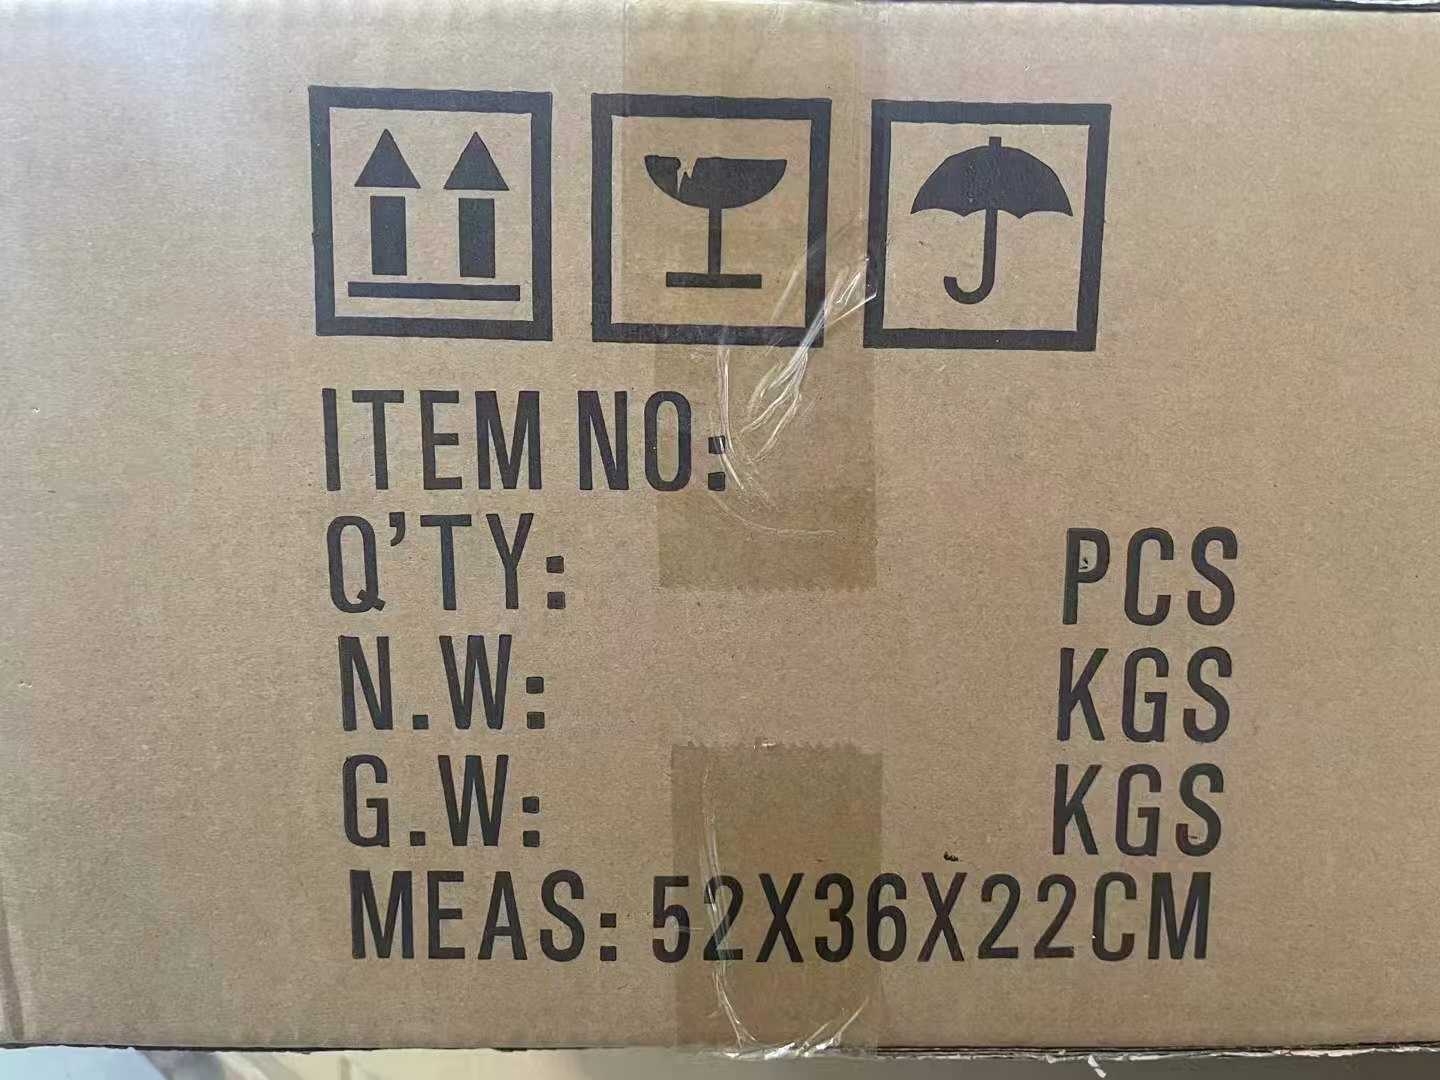 ITEM NO:
Q'TY: PCS
N.W: KGS
G.W: KGS
MEAS: 52X36X22CM